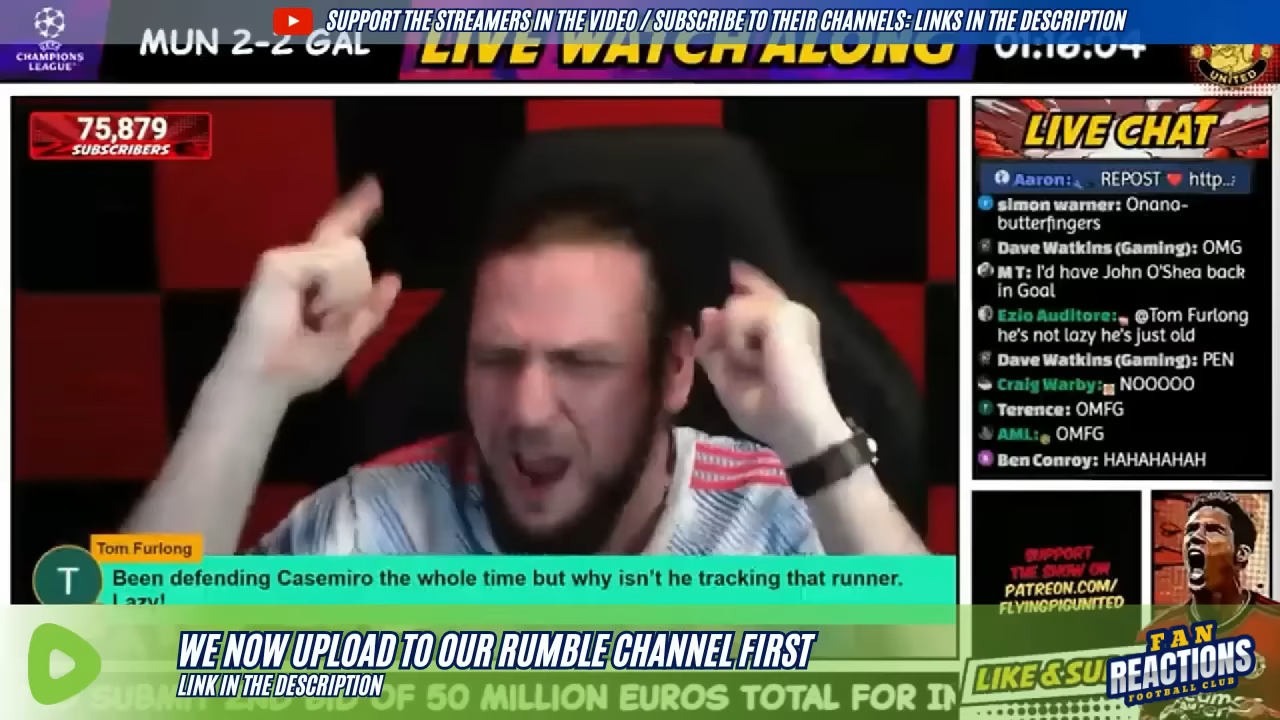 SUPPORT THE STREAMERS IN THE VIDEO / SUBSCRIBE TO THEIR CHANNELS: LINKS IN THE DESCRIPTION
UEFA
CHAMPIONS
LEAGUE
MUN 2-2 GAL
LIVE WATCH ALONG
01:16:04
UNITED
75,879
SUBSCRIBERS
LIVE CHAT
Aaron: REPOST http..:
simon warner: Onana-
butterfingers
Dave Watkins (Gaming): OMG
M T: I'd have John O'Shea back
in Goal
Ezio Auditore: @Tom Furlong
he's not lazy he's just old
Dave Watkins (Gaming): PEN
Craig Warby: NOOOOO
Terence: OMFG
AML: OMFG
Ben Conroy: HAHAHAHAH
Tom Furlong
T
Been defending Casemiro the whole time but why isn't he tracking that runner.
Lazy!
SUPPORT
THE SHOW ON
PATREON.COM/
FLYINGPIGUNITED
WE NOW UPLOAD TO OUR RUMBLE CHANNEL FIRST
LINK IN THE DESCRIPTION
SUBMIT 2ND BID OF 50 MILLION EUROS TOTAL FOR IN
LIKE & SU
FAN
REACTIONS
FOOTBALL CLUB